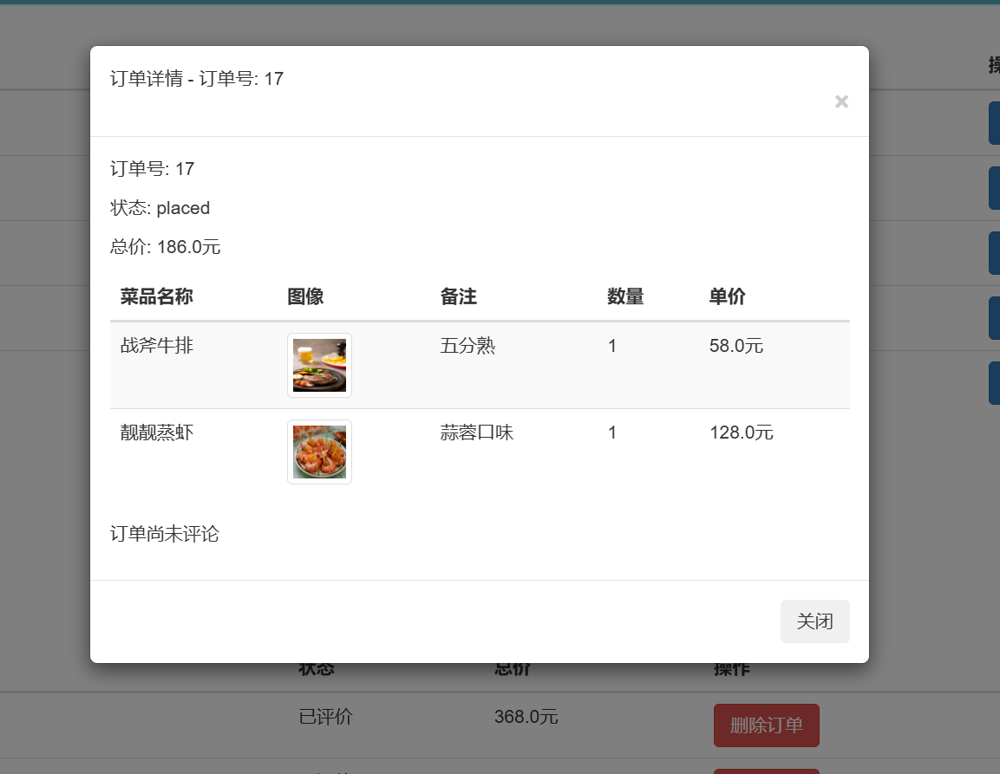 订单详情 - 订单号: 17
×
订单号: 17
状态: placed
总价: 186.0元
菜品名称 图像 备注 数量 单价
战斧牛排 五分熟 1 58.0元
靓靓蒸虾 蒜蓉口味 1 128.0元
订单尚未评论
关闭
状态 总价 操作
已评价 368.0元 删除订单